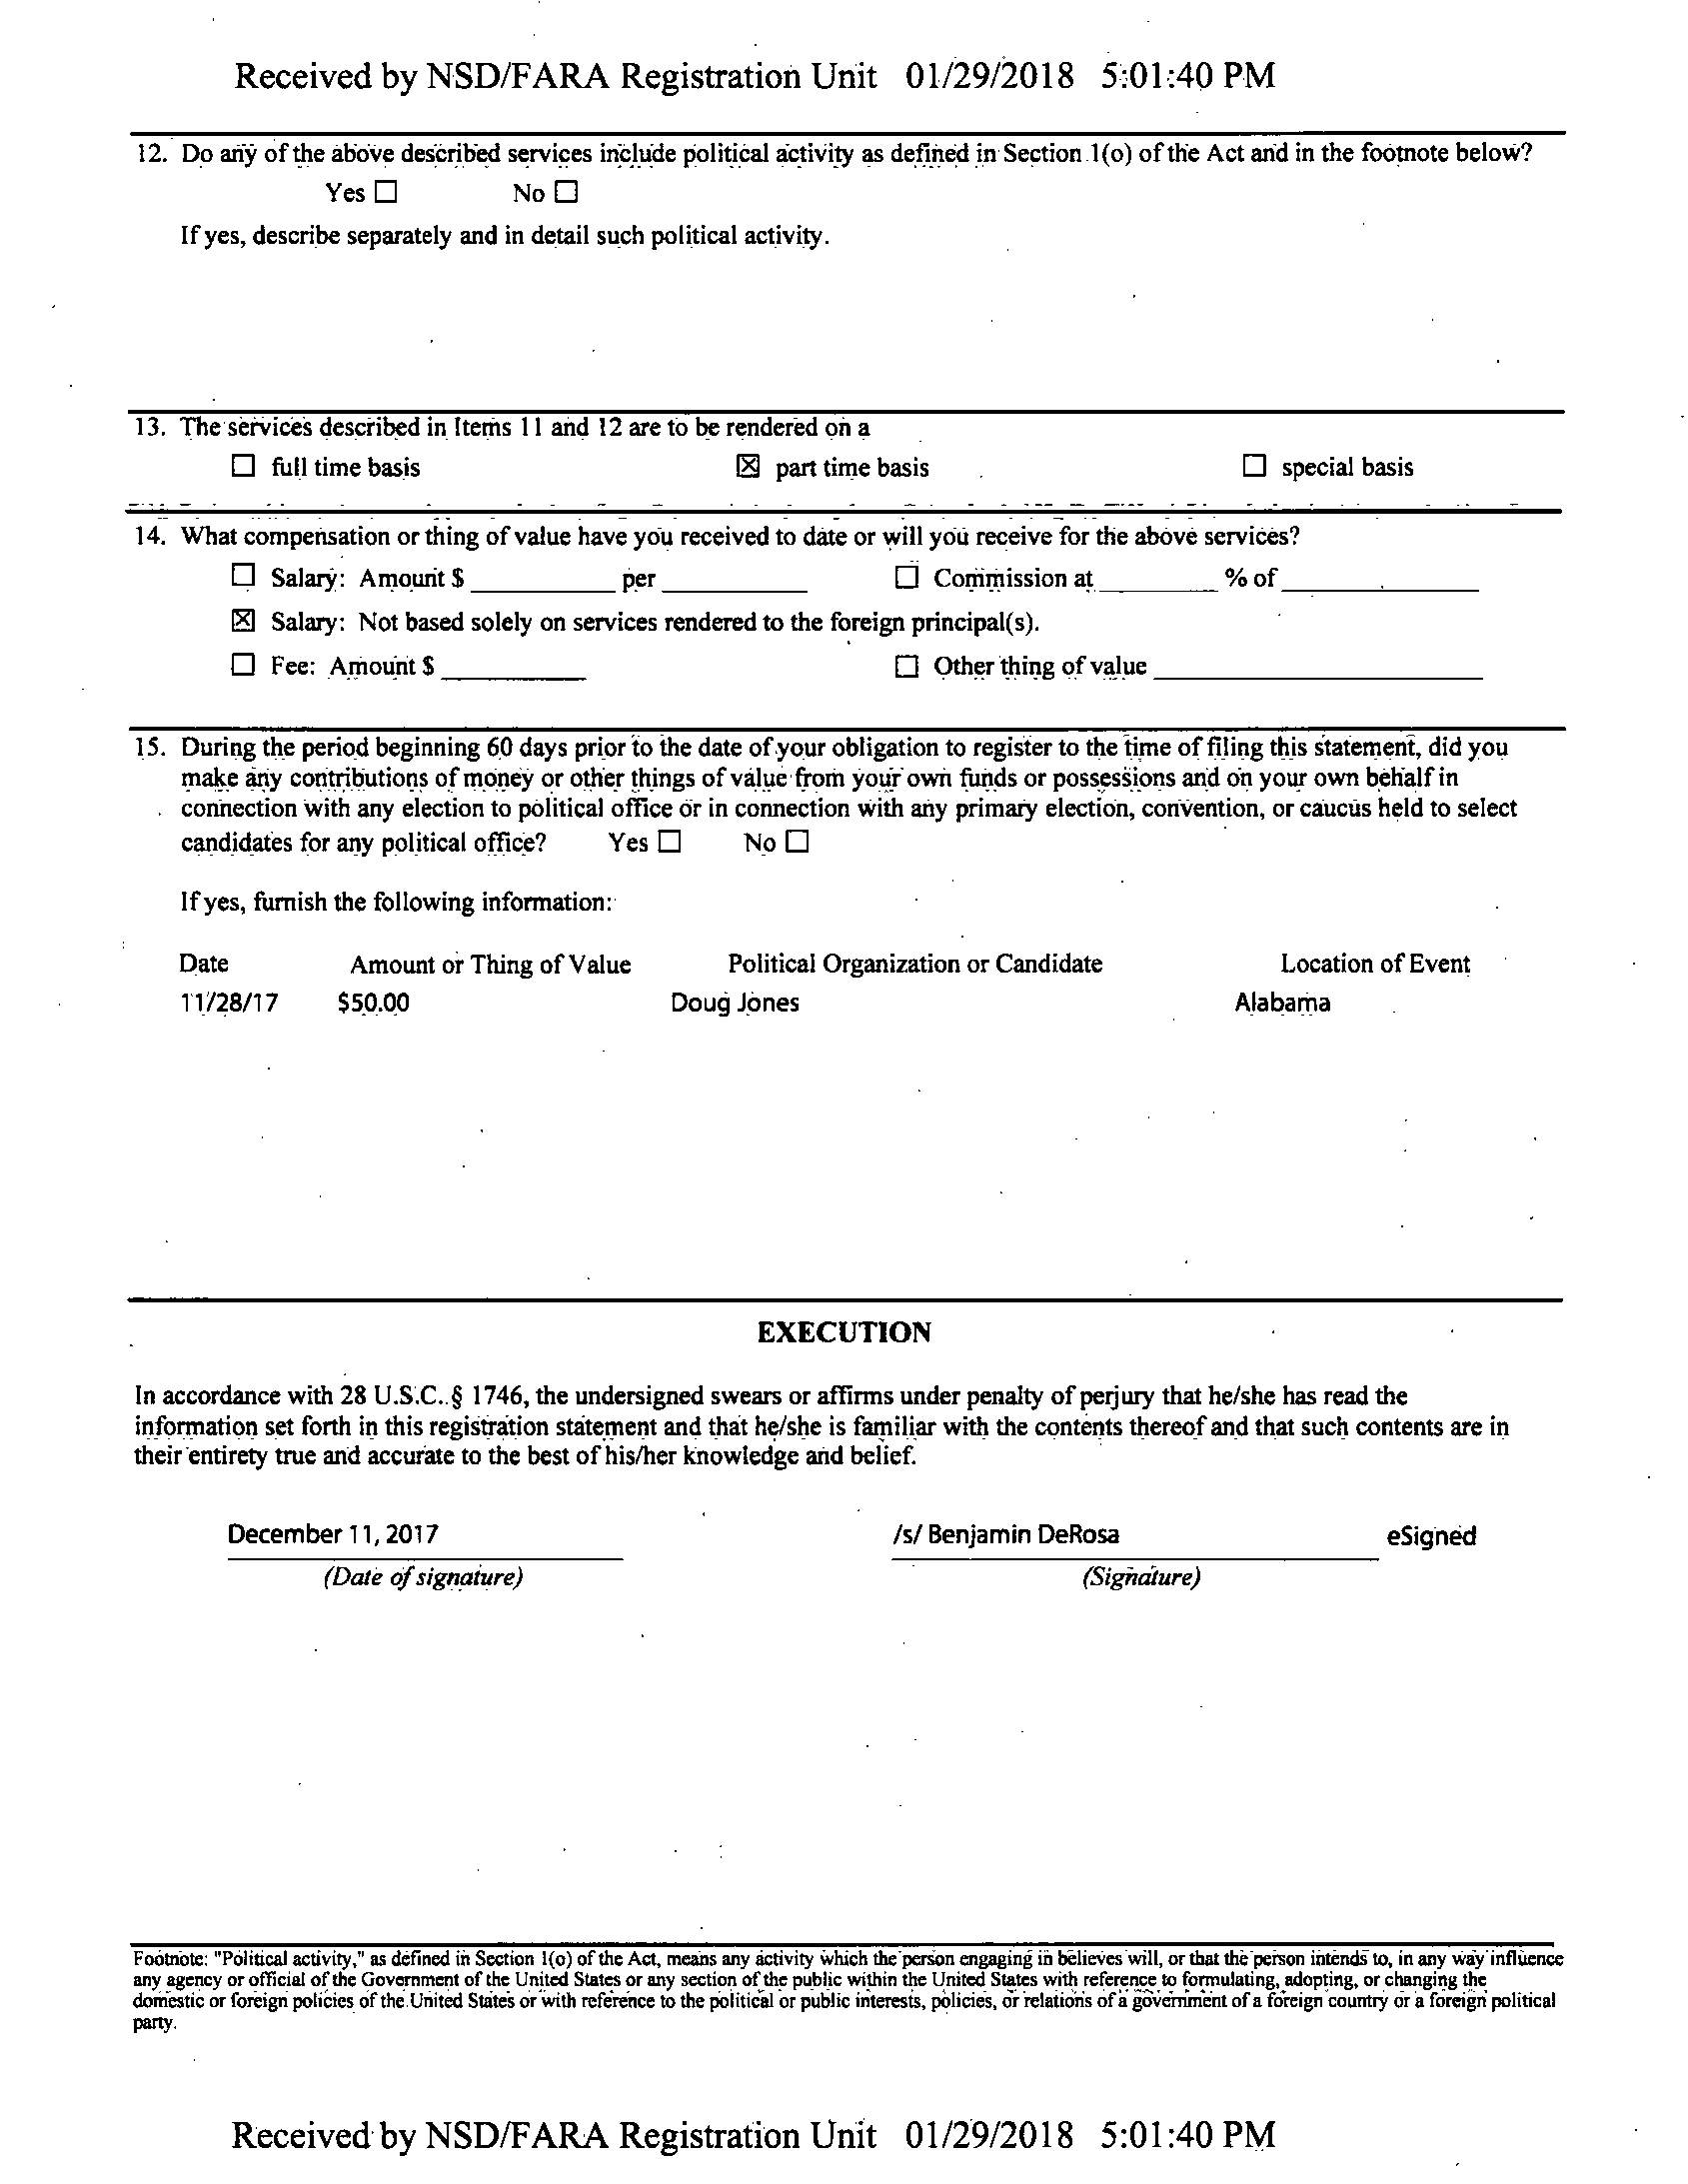 Received by NSD/FARA Registration Unit 01/29/2018 5:01:40 PM
12. Do any of the above described services include political activity as defined in Section 1(o) of the Act and in the footnote below?
Yes ☐ No ☐
If yes, describe separately and in detail such political activity.
13. The services described in Items 11 and 12 are to be rendered on a
☐ full time basis ☒ part time basis ☐ special basis
14. What compensation or thing of value have you received to date or will you receive for the above services?
☐ Salary: Amount $ ________ per ________ ☐ Commission at ________ % of ________
☒ Salary: Not based solely on services rendered to the foreign principal(s).
☐ Fee: Amount $ ________ ☐ Other thing of value ________
15. During the period beginning 60 days prior to the date of your obligation to register to the time of filing this statement, did you
make any contributions of money or other things of value from your own funds or possessions and on your own behalf in
connection with any election to political office or in connection with any primary election, convention, or caucus held to select
candidates for any political office? Yes ☐ No ☐
If yes, furnish the following information:
Date Amount or Thing of Value Political Organization or Candidate Location of Event
11/28/17 $50.00 Doug Jones Alabama
EXECUTION
In accordance with 28 U.S.C. § 1746, the undersigned swears or affirms under penalty of perjury that he/she has read the
information set forth in this registration statement and that he/she is familiar with the contents thereof and that such contents are in
their entirety true and accurate to the best of his/her knowledge and belief.
December 11, 2017 /s/ Benjamin DeRosa eSigned
(Date of signature) (Signature)
Footnote: "Political activity," as defined in Section 1(o) of the Act, means any activity which the person engaging in believes will, or that the person intends to, in any way influence
any agency or official of the Government of the United States or any section of the public within the United States with reference to formulating, adopting, or changing the
domestic or foreign policies of the United States or with reference to the political or public interests, policies, or relations of a government of a foreign country or a foreign political
party.
Received by NSD/FARA Registration Unit 01/29/2018 5:01:40 PM